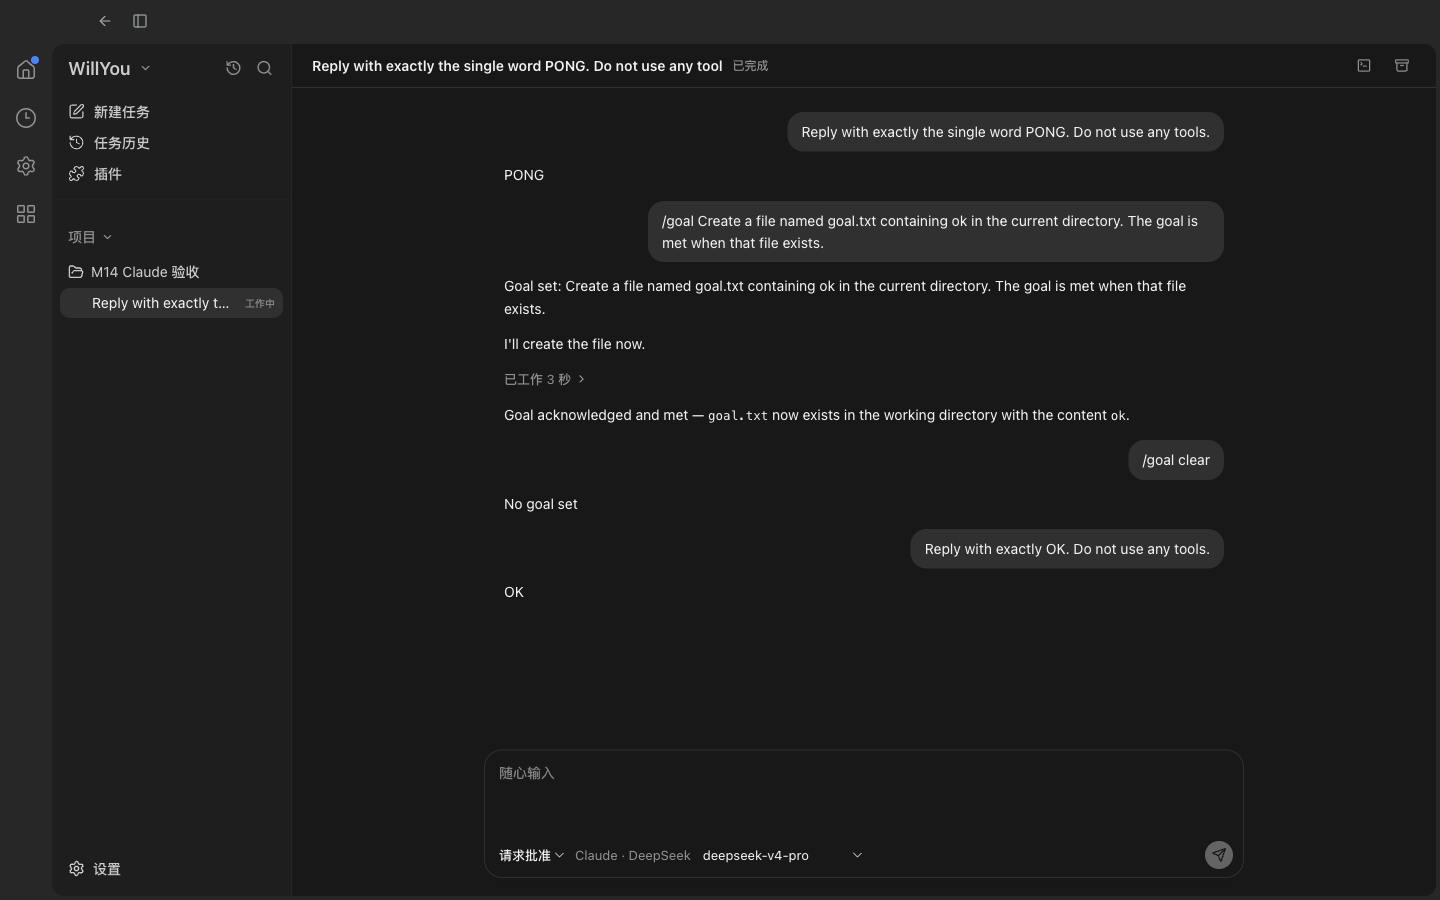 WillYou
新建任务
任务历史
插件
项目
M14 Claude 验收
Reply with exactly t... 工作中
设置
Reply with exactly the single word PONG. Do not use any tool 已完成
Reply with exactly the single word PONG. Do not use any tools.
PONG
/goal Create a file named goal.txt containing ok in the current directory. The goal is
met when that file exists.
Goal set: Create a file named goal.txt containing ok in the current directory. The goal is met when that file
exists.
I'll create the file now.
已工作 3 秒
Goal acknowledged and met — goal.txt now exists in the working directory with the content ok.
/goal clear
No goal set
Reply with exactly OK. Do not use any tools.
OK
随心输入
请求批准 Claude · DeepSeek deepseek-v4-pro